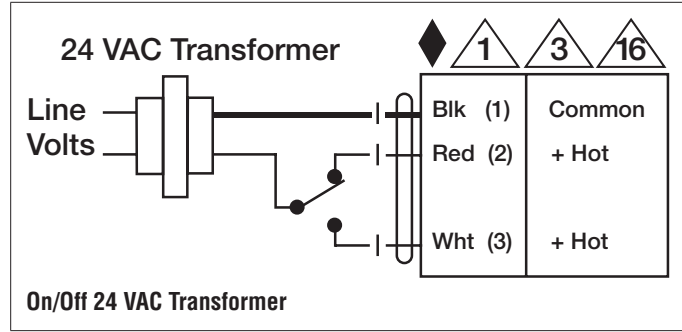 24 VAC Transformer
1 3 16
Line
Volts
Blk (1) Common
Red (2) + Hot
Wht (3) + Hot
On/Off 24 VAC Transformer